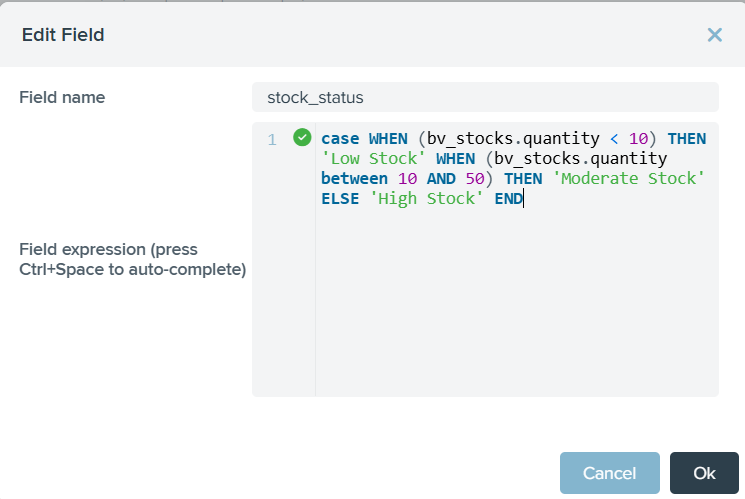 Edit Field
Field name
stock_status
1
case WHEN (bv_stocks.quantity < 10) THEN
'Low Stock' WHEN (bv_stocks.quantity
between 10 AND 50) THEN 'Moderate Stock'
ELSE 'High Stock' END
Field expression (press
Ctrl+Space to auto-complete)
Cancel
Ok